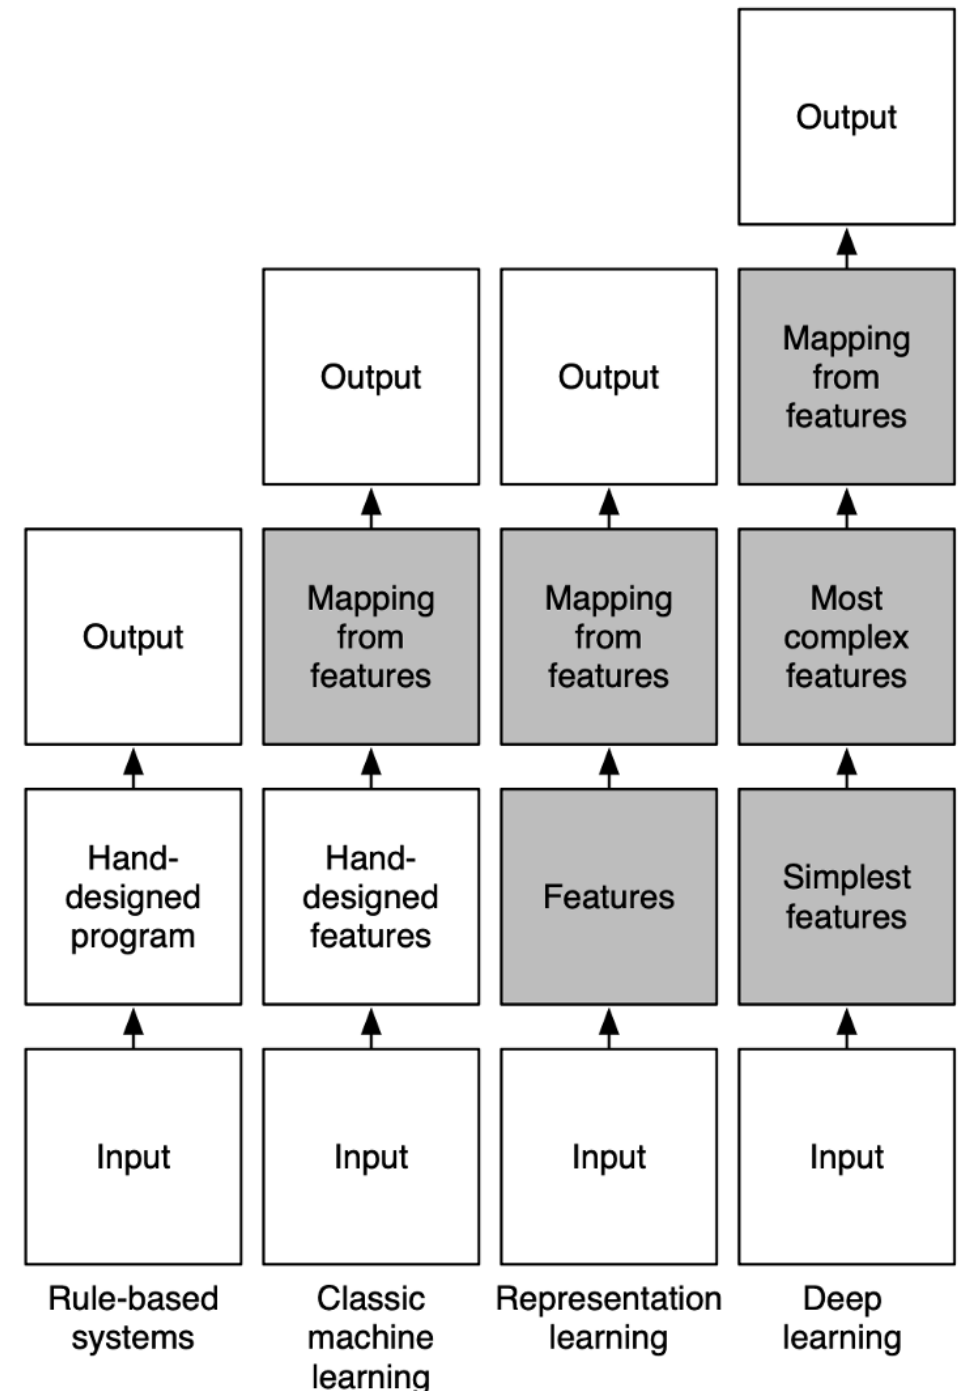 Output
Output
Output
Mapping
from
features
Output
Mapping
from
features
Mapping
from
features
Most
complex
features
Hand-
designed
program
Hand-
designed
features
Features
Simplest
features
Input
Input
Input
Input
Rule-based
systems
Classic
machine
learning
Representation
learning
Deep
learning